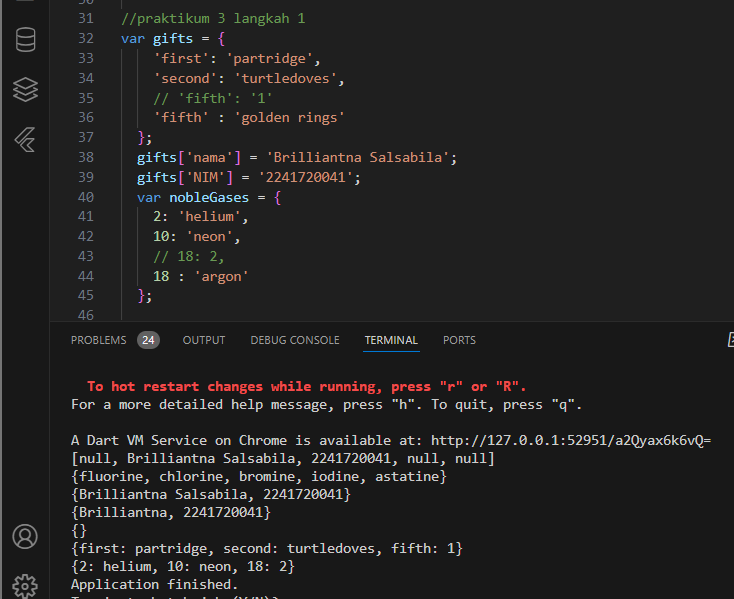 30
31 //praktikum 3 langkah 1
32 var gifts = {
33 'first': 'partridge',
34 'second': 'turtledoves',
35 // 'fifth': '1'
36 'fifth' : 'golden rings'
37 };
38 gifts['nama'] = 'Brilliantna Salsabila';
39 gifts['NIM'] = '2241720041';
40 var nobleGases = {
41 2: 'helium',
42 10: 'neon',
43 // 18: 2,
44 18 : 'argon'
45 };
46
PROBLEMS 24 OUTPUT DEBUG CONSOLE TERMINAL PORTS
To hot restart changes while running, press "r" or "R".
For a more detailed help message, press "h". To quit, press "q".
A Dart VM Service on Chrome is available at: http://127.0.0.1:52951/a2Qyax6k6vQ=
[null, Brilliantna Salsabila, 2241720041, null, null]
{fluorine, chlorine, bromine, iodine, astatine}
{Brilliantna Salsabila, 2241720041}
{Brilliantna, 2241720041}
{}
{first: partridge, second: turtledoves, fifth: 1}
{2: helium, 10: neon, 18: 2}
Application finished.